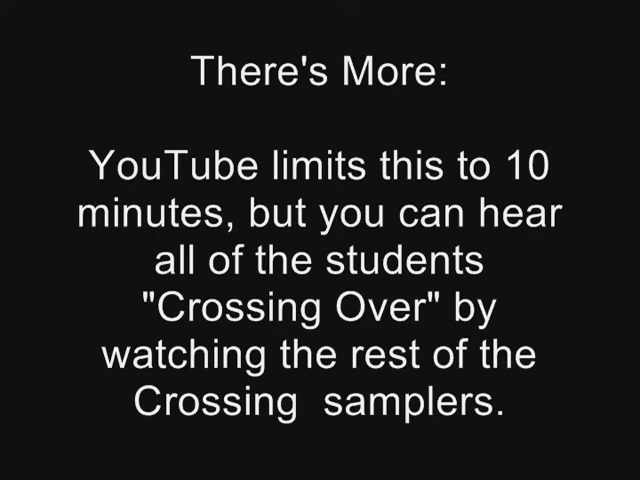 There's More:
YouTube limits this to 10
minutes, but you can hear
all of the students
"Crossing Over" by
watching the rest of the
Crossing  samplers.